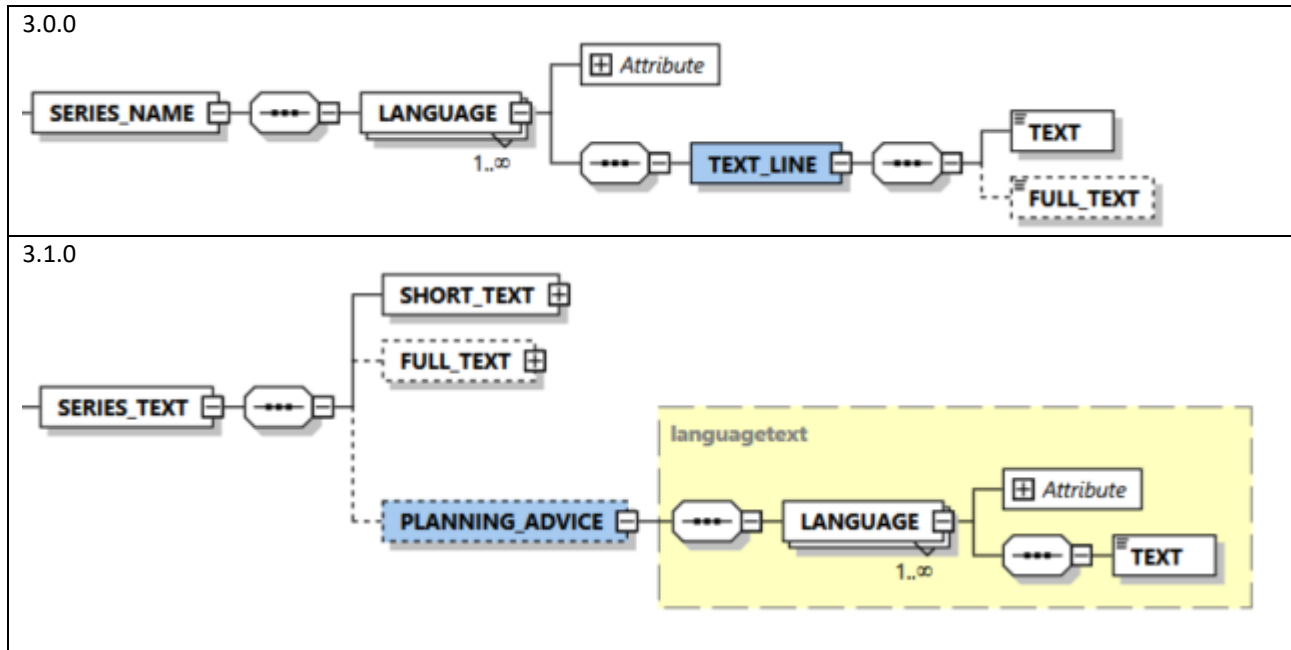 3.0.0
Attribute
SERIES_NAME
LANGUAGE
1..∞
TEXT_LINE
TEXT
FULL_TEXT
3.1.0
SHORT_TEXT
FULL_TEXT
SERIES_TEXT
languagetext
PLANNING_ADVICE
LANGUAGE
1..∞
Attribute
TEXT